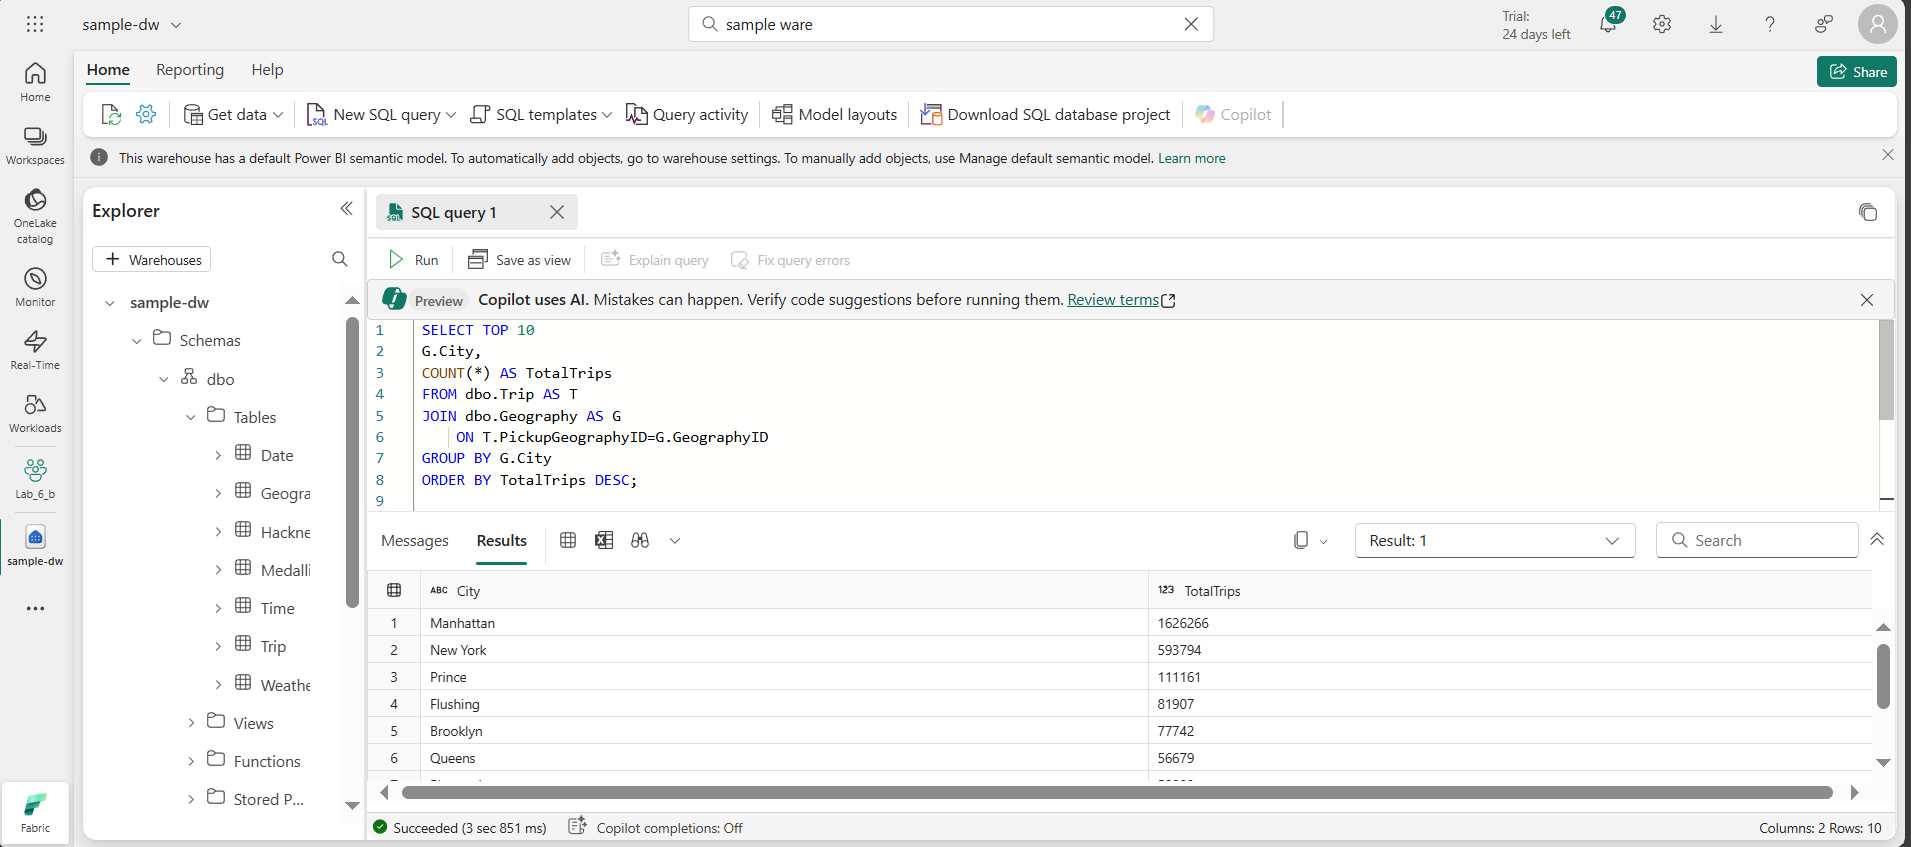 sample-dw
sample ware
Trial:
24 days left
47
Home
Workspaces
OneLake
catalog
Monitor
Real-Time
Workloads
Lab_6_b
sample-dw
Fabric
Home Reporting Help
Share
Get data
New SQL query
SQL templates
Query activity
Model layouts
Download SQL database project
Copilot
This warehouse has a default Power BI semantic model. To automatically add objects, go to warehouse settings. To manually add objects, use Manage default semantic model. Learn more
Explorer
+ Warehouses
sample-dw
Schemas
dbo
Tables
Date
Geogra
Hackne
Medalli
Time
Trip
Weathe
Views
Functions
Stored P...
SQL query 1
Run
Save as view
Explain query
Fix query errors
Preview Copilot uses AI. Mistakes can happen. Verify code suggestions before running them. Review terms
1 SELECT TOP 10
2 G.City,
3 COUNT(*) AS TotalTrips
4 FROM dbo.Trip AS T
5 JOIN dbo.Geography AS G
6 ON T.PickupGeographyID=G.GeographyID
7 GROUP BY G.City
8 ORDER BY TotalTrips DESC;
9
Messages Results
Result: 1
Search
ABC City 123 TotalTrips
1 Manhattan 1626266
2 New York 593794
3 Prince 111161
4 Flushing 81907
5 Brooklyn 77742
6 Queens 56679
Succeeded (3 sec 851 ms)
Copilot completions: Off
Columns: 2 Rows: 10